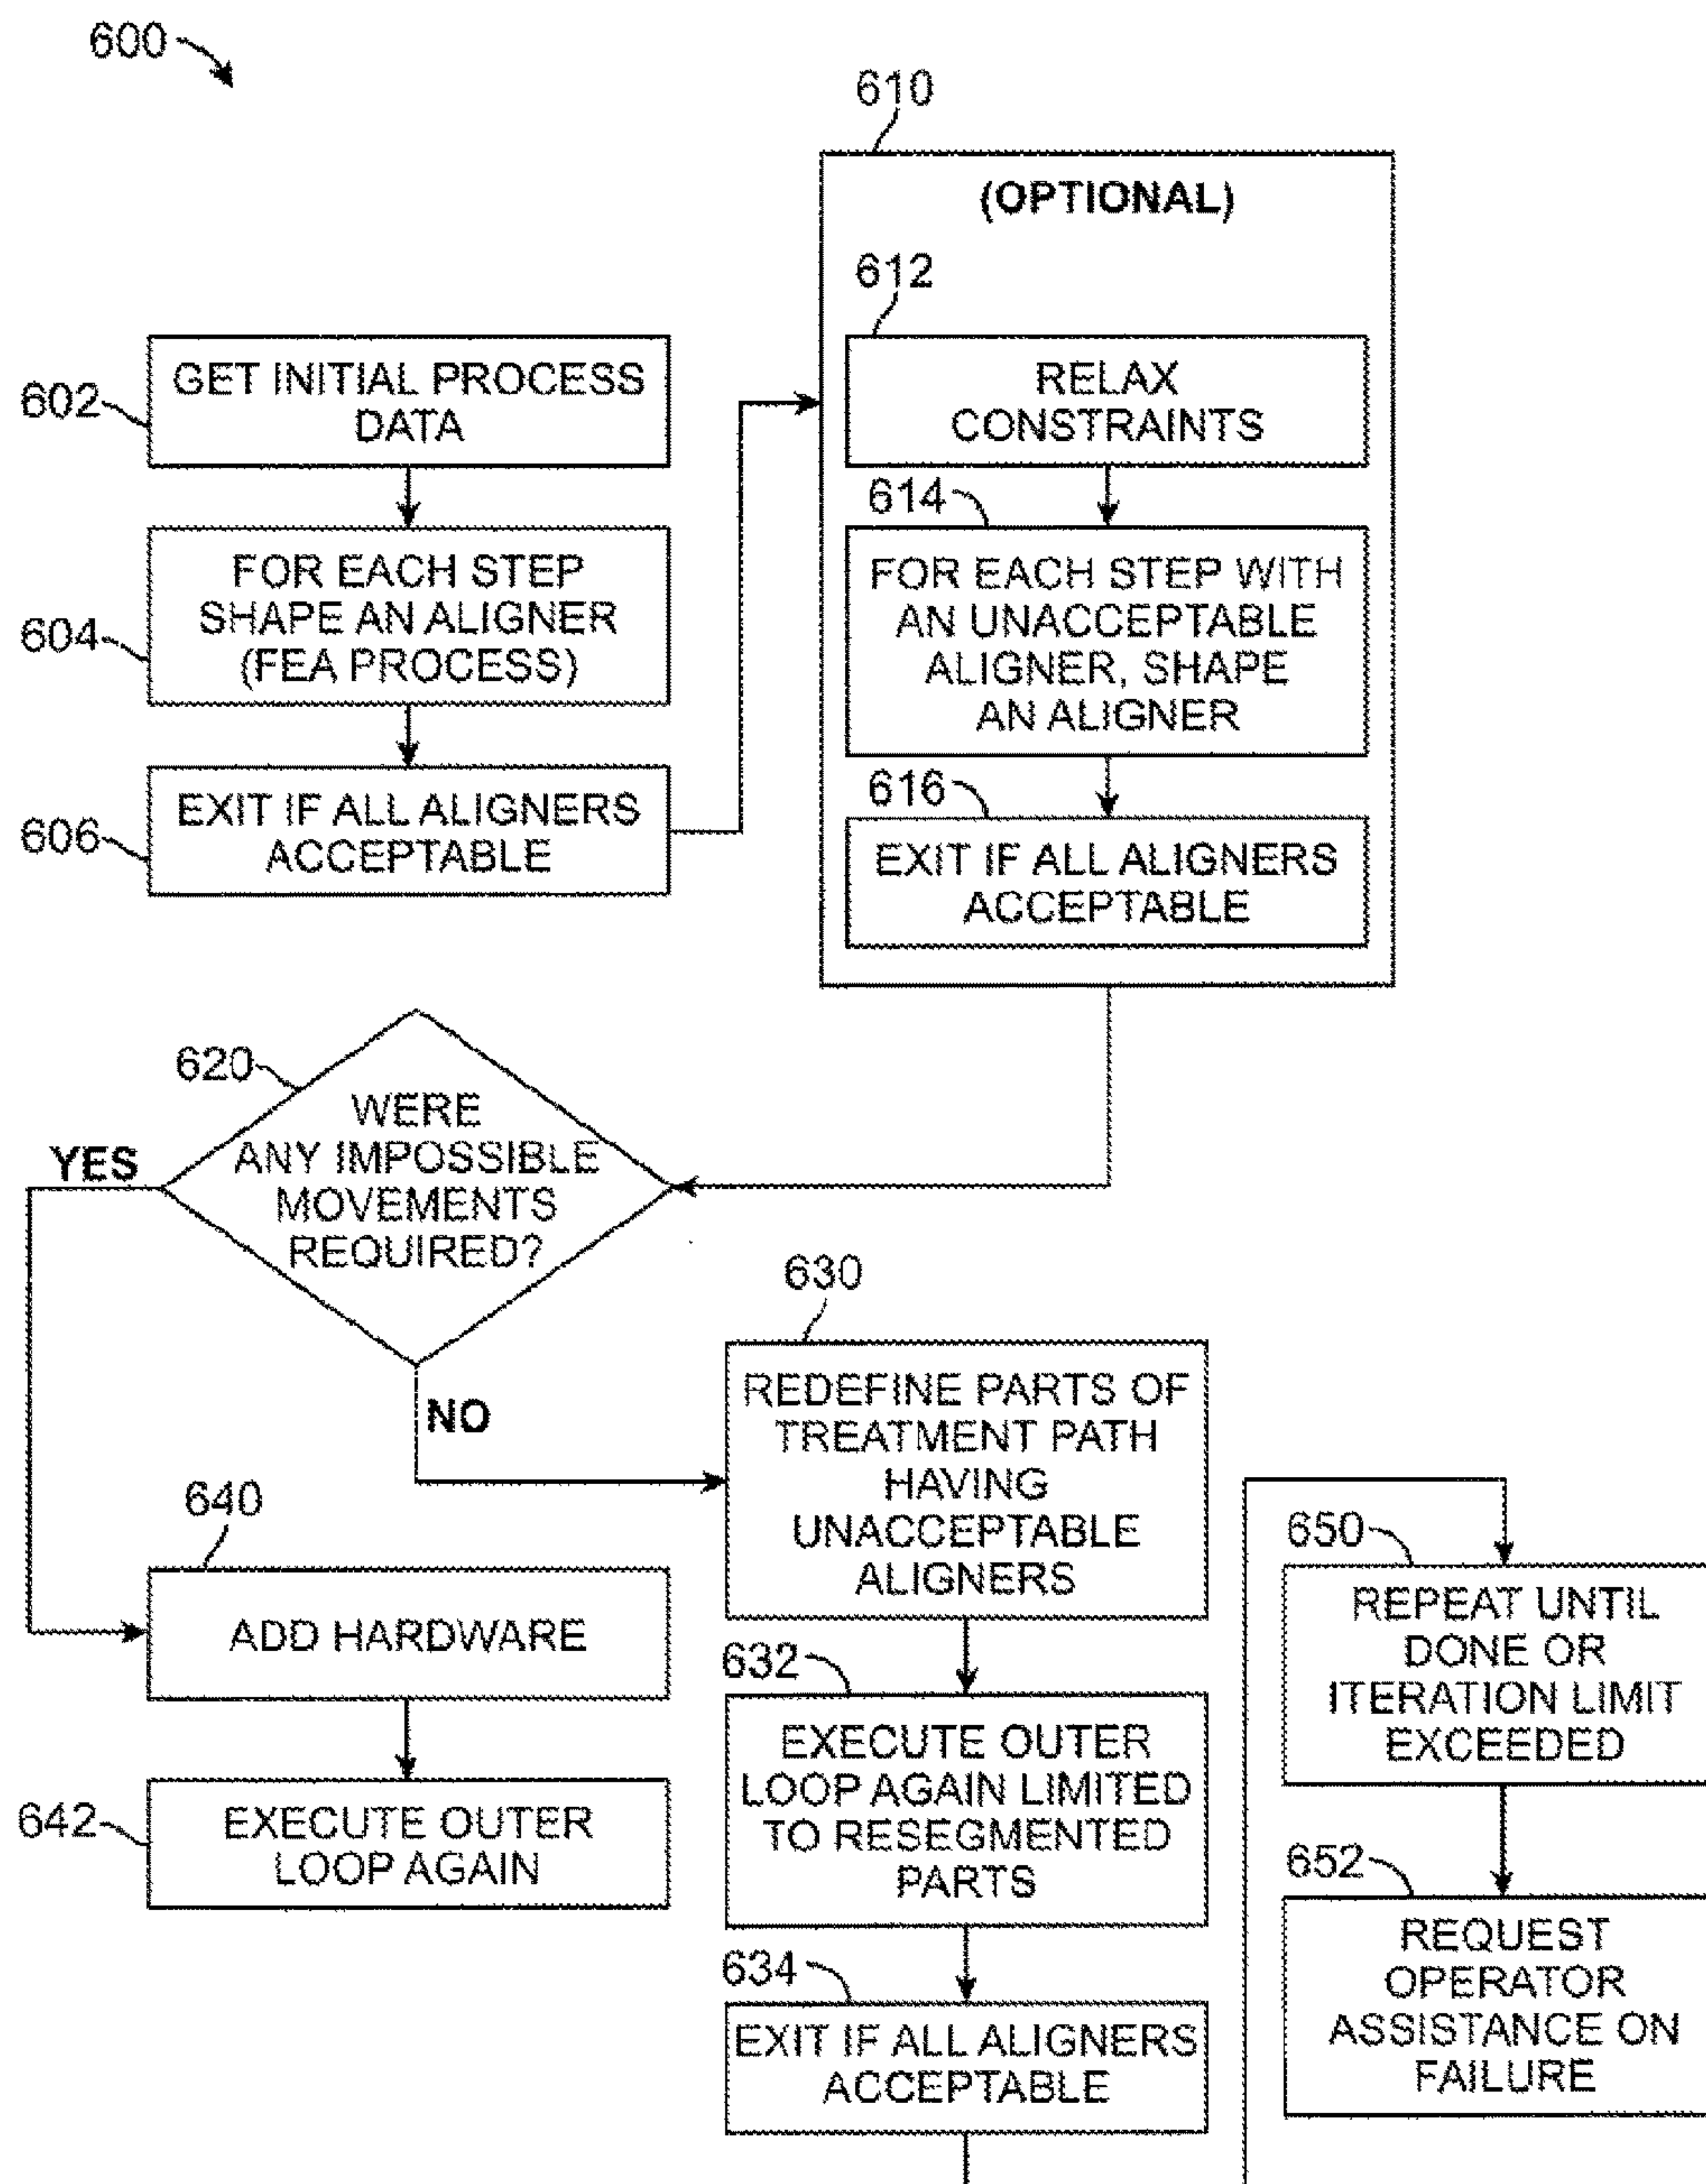 600
602
GET INITIAL PROCESS
DATA
604
FOR EACH STEP
SHAPE AN ALIGNER
(FEA PROCESS)
606
EXIT IF ALL ALIGNERS
ACCEPTABLE
610
(OPTIONAL)
612
RELAX
CONSTRAINTS
614
FOR EACH STEP WITH
AN UNACCEPTABLE
ALIGNER, SHAPE
AN ALIGNER
616
EXIT IF ALL ALIGNERS
ACCEPTABLE
620
WERE
ANY IMPOSSIBLE
MOVEMENTS
REQUIRED?
YES
NO
640
ADD HARDWARE
642
EXECUTE OUTER
LOOP AGAIN
630
REDEFINE PARTS OF
TREATMENT PATH
HAVING
UNACCEPTABLE
ALIGNERS
632
EXECUTE OUTER
LOOP AGAIN LIMITED
TO RESEGMENTED
PARTS
634
EXIT IF ALL ALIGNERS
ACCEPTABLE
650
REPEAT UNTIL
DONE OR
ITERATION LIMIT
EXCEEDED
652
REQUEST
OPERATOR
ASSISTANCE ON
FAILURE